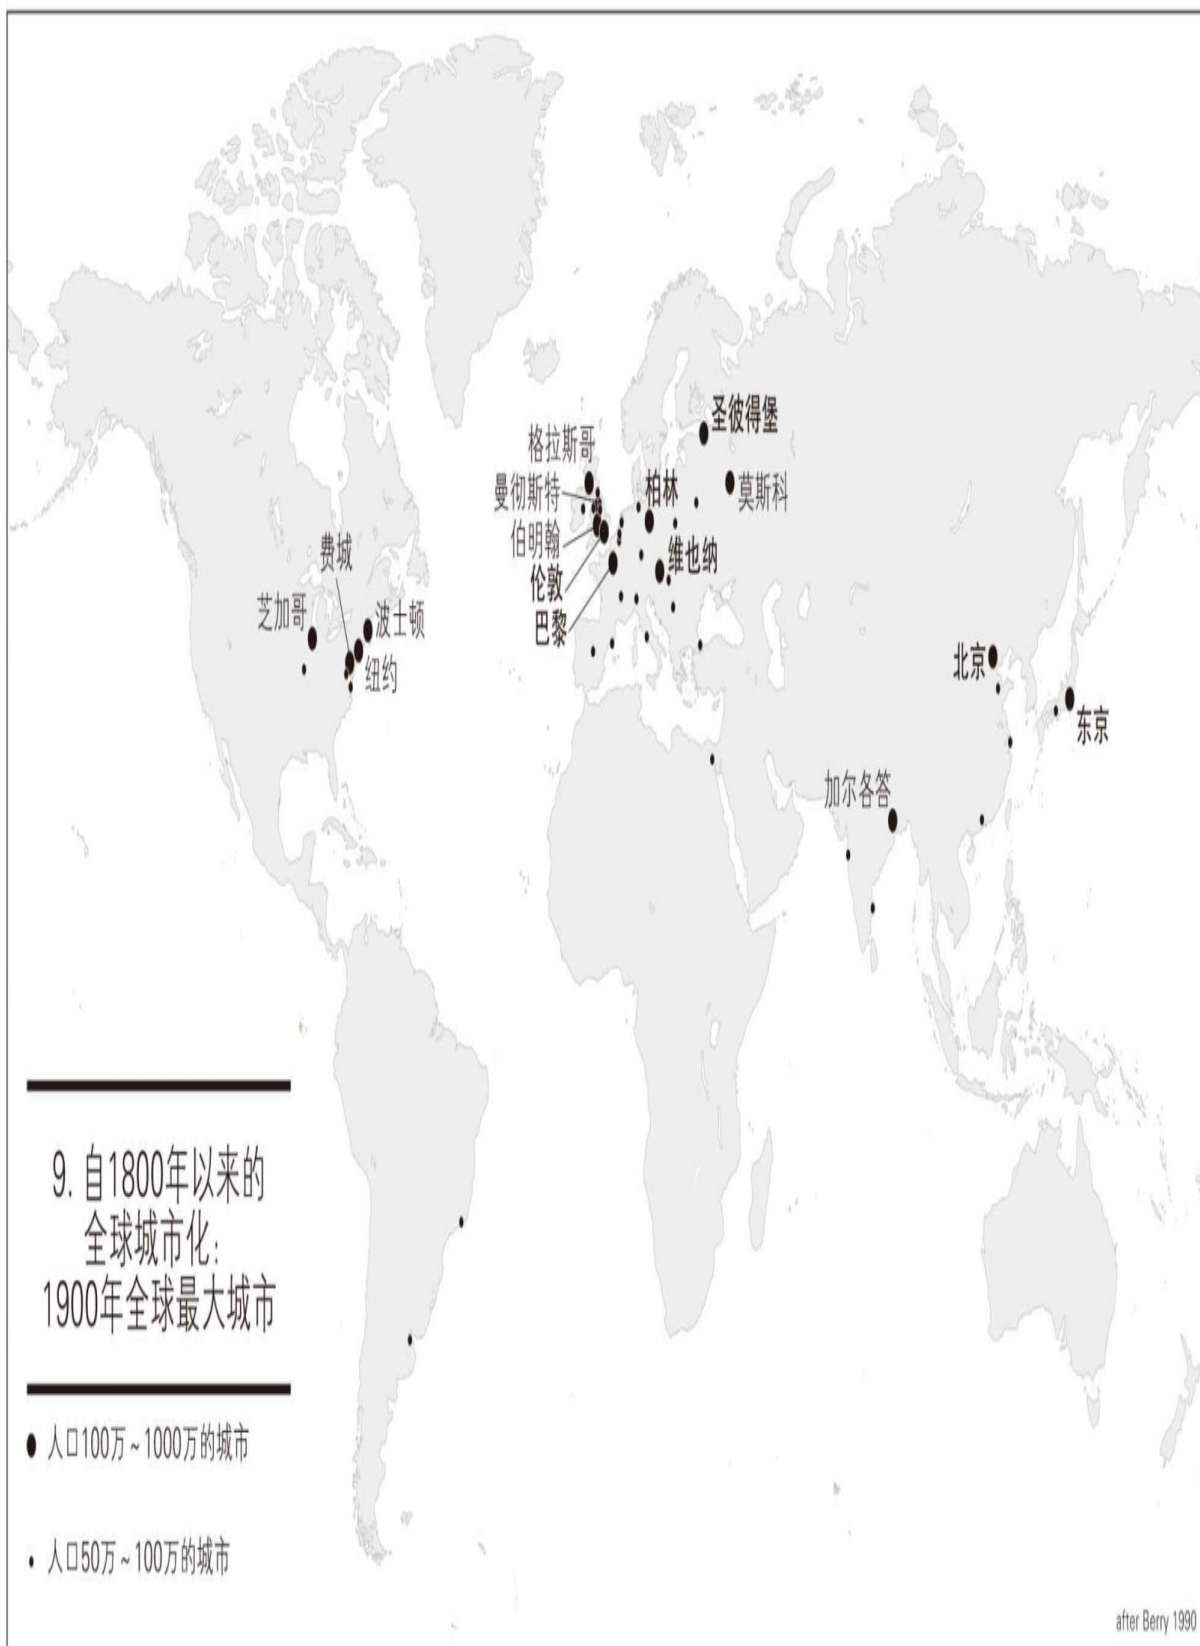 圣彼得堡
格拉斯哥
曼彻斯特
柏林
莫斯科
伯明翰
费城
维也纳
伦敦
芝加哥
波士顿
巴黎
纽约
北京
东京
加尔各答
9. 自1800年以来的
全球城市化:
1900年全球最大城市
人口100万~1000万的城市
人口50万~100万的城市
after Berry 1990